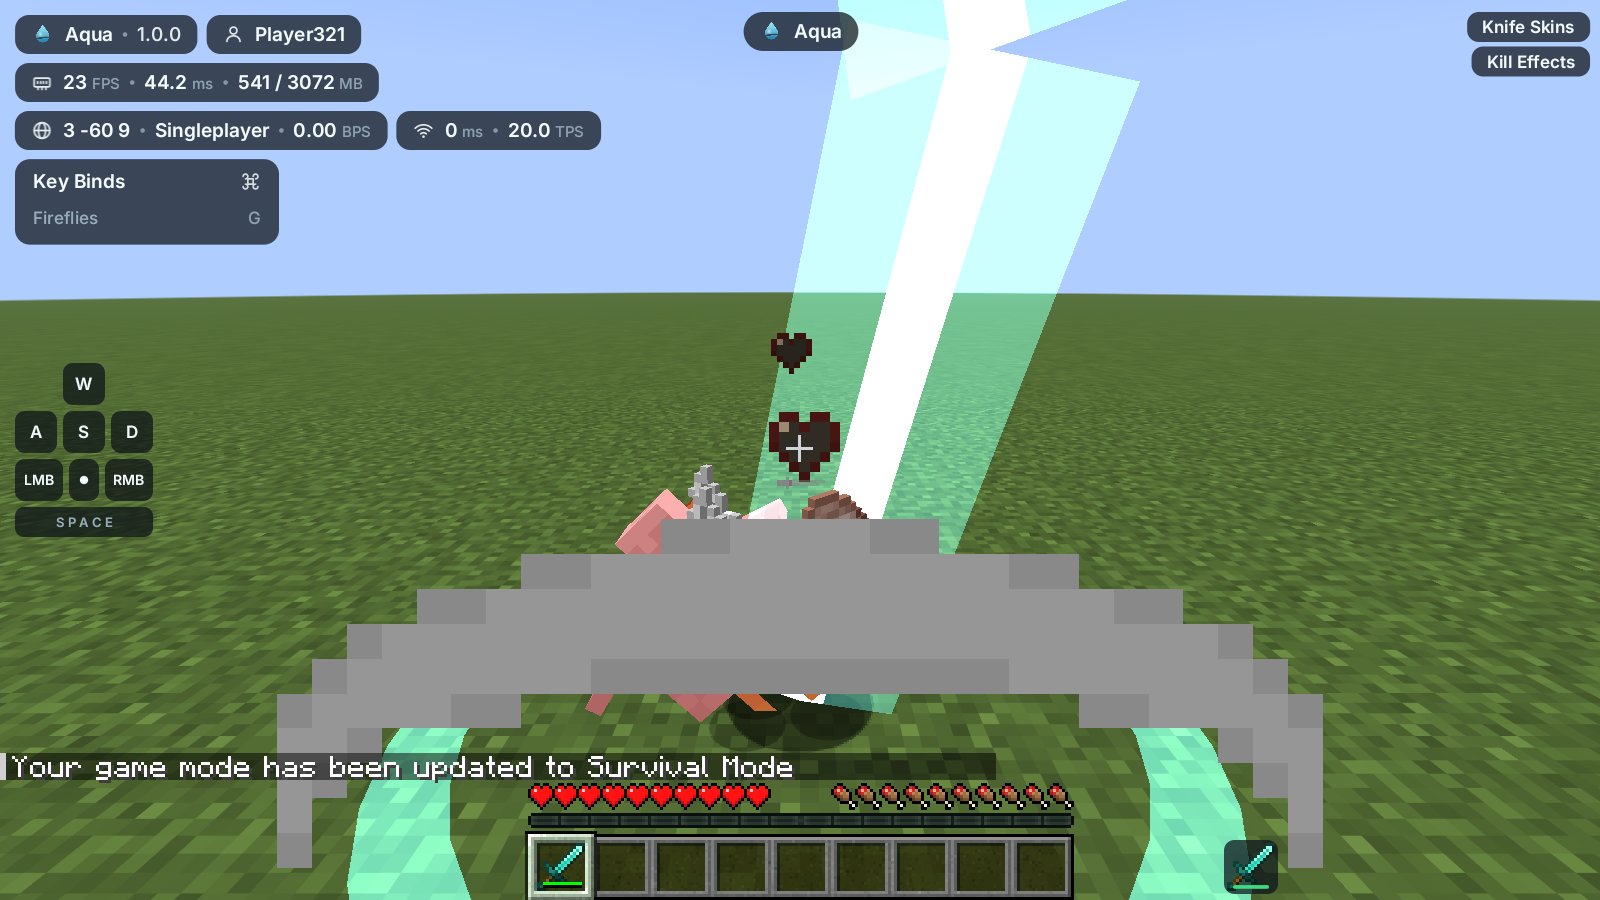 Aqua • 1.0.0
Player321
Aqua
Knife Skins
Kill Effects
23 FPS • 44.2 ms • 541 / 3072 MB
3 -60 9 • Singleplayer • 0.00 BPS
0 ms • 20.0 TPS
Key Binds
Fireflies G
W
A S D
LMB RMB
SPACE
Your game mode has been updated to Survival Mode